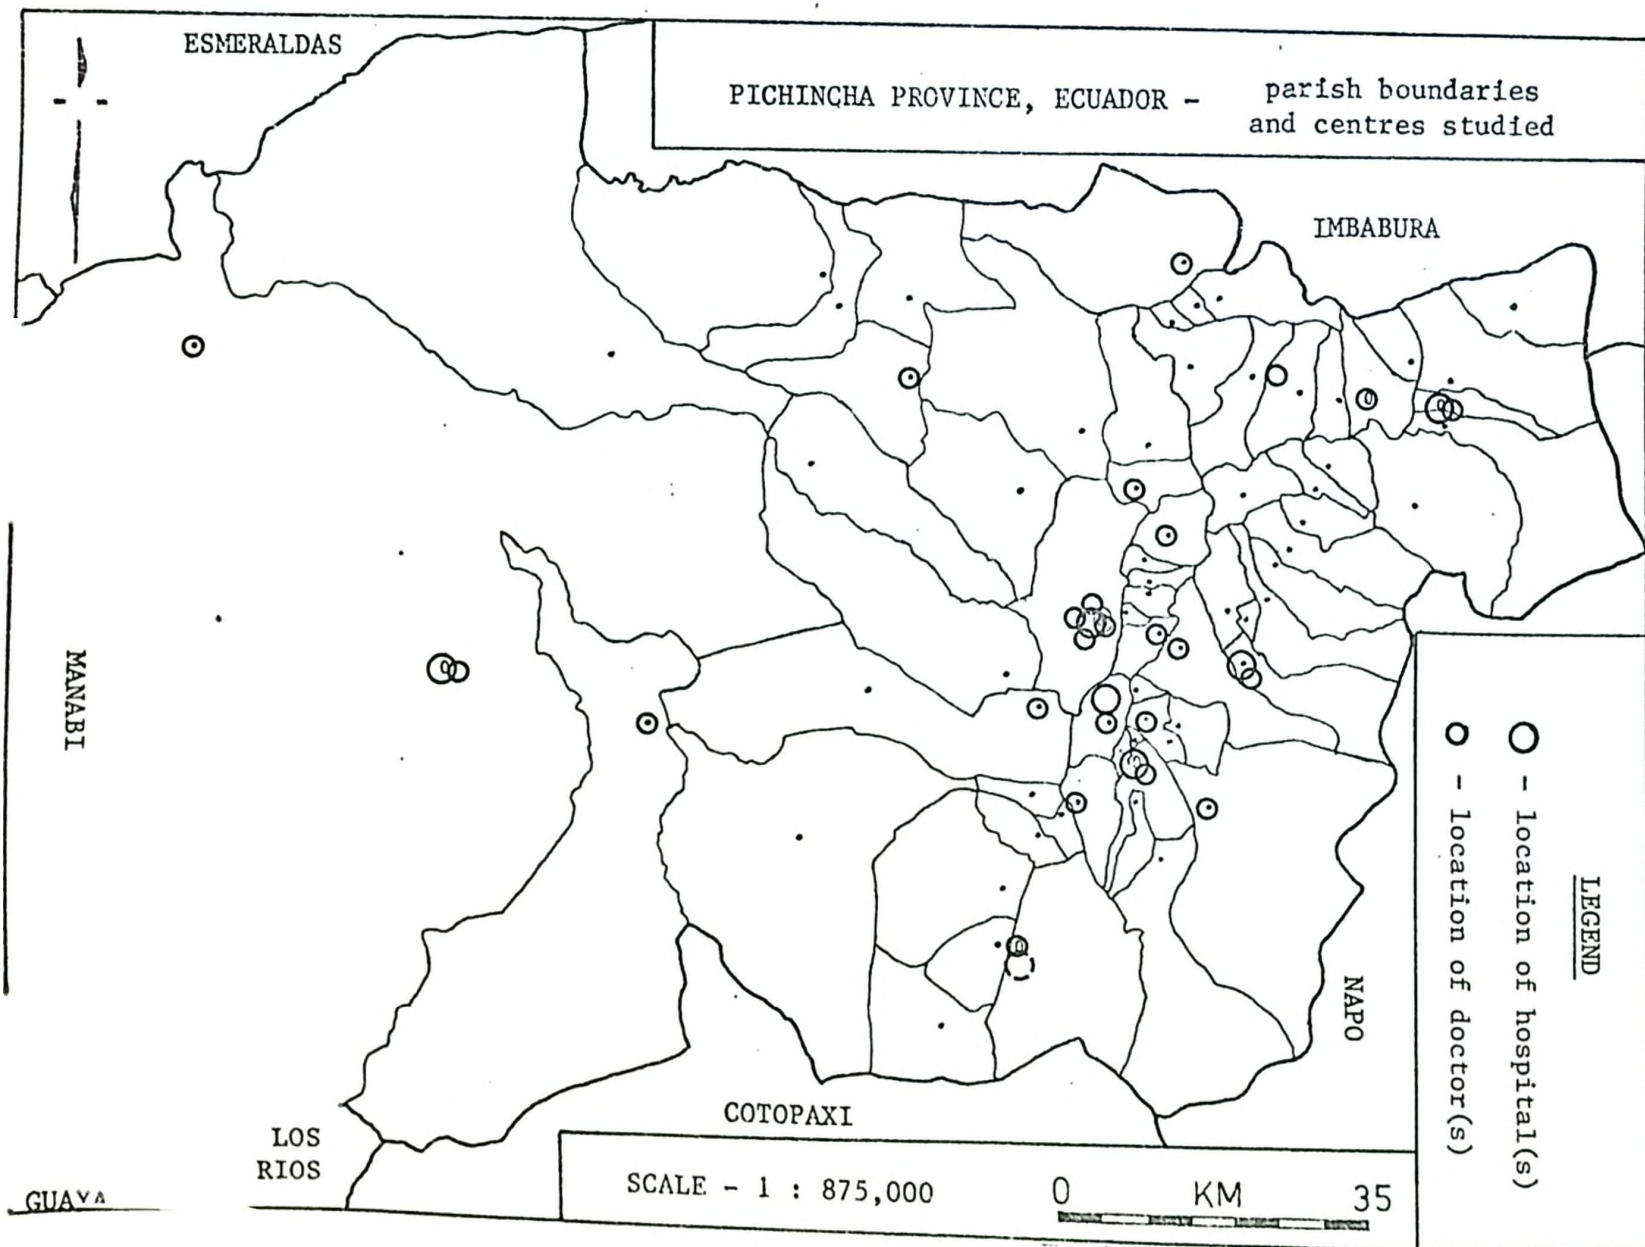 ESMERALDAS
PICHINCHA PROVINCE, ECUADOR - parish boundaries
and centres studied
IMBABURA
MANABI
LEGEND
- location of hospital(s)
- location of doctor(s)
NAPO
COTOPAXI
LOS
RIOS
SCALE - 1 : 875,000
0 KM 35